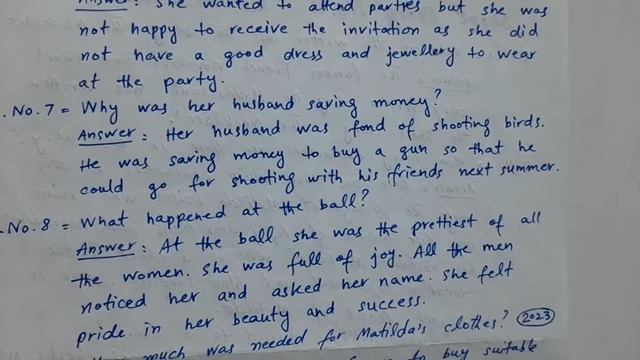 Answer: She wanted to attend parties but she was
not happy to receive the invitation as she did
not have a good dress and jewellery to wear
at the party.
. No. 7 = Why was her husband saving money?
Answer: Her husband was fond of shooting birds.
He was saving money to buy a gun so that he
could go for shooting with his friends next summer.
. No. 8 = What happened at the ball?
Answer: At the ball she was the prettiest of all
the women. She was full of joy. All the men
noticed her and asked her name. She felt
pride in her beauty and success.
much was needed for Matilda's clothes? 2023
to buy suitable